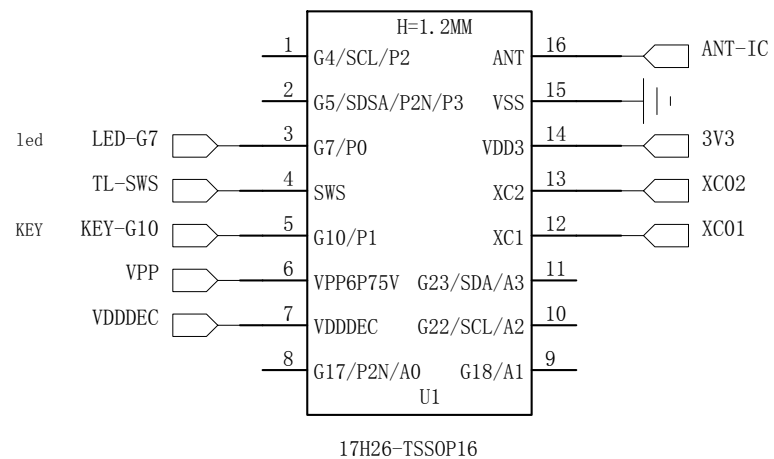 H=1.2MM
1 G4/SCL/P2 ANT 16 ANT-IC
2 G5/SDSA/P2N/P3 VSS 15
led LED-G7 3 G7/P0 VDD3 14 3V3
TL-SWS 4 SWS XC2 13 XC02
KEY KEY-G10 5 G10/P1 XC1 12 XC01
VPP 6 VPP6P75V G23/SDA/A3 11
VDDDEC 7 VDDDEC G22/SCL/A2 10
8 G17/P2N/A0 G18/A1 9
U1
17H26-TSSOP16